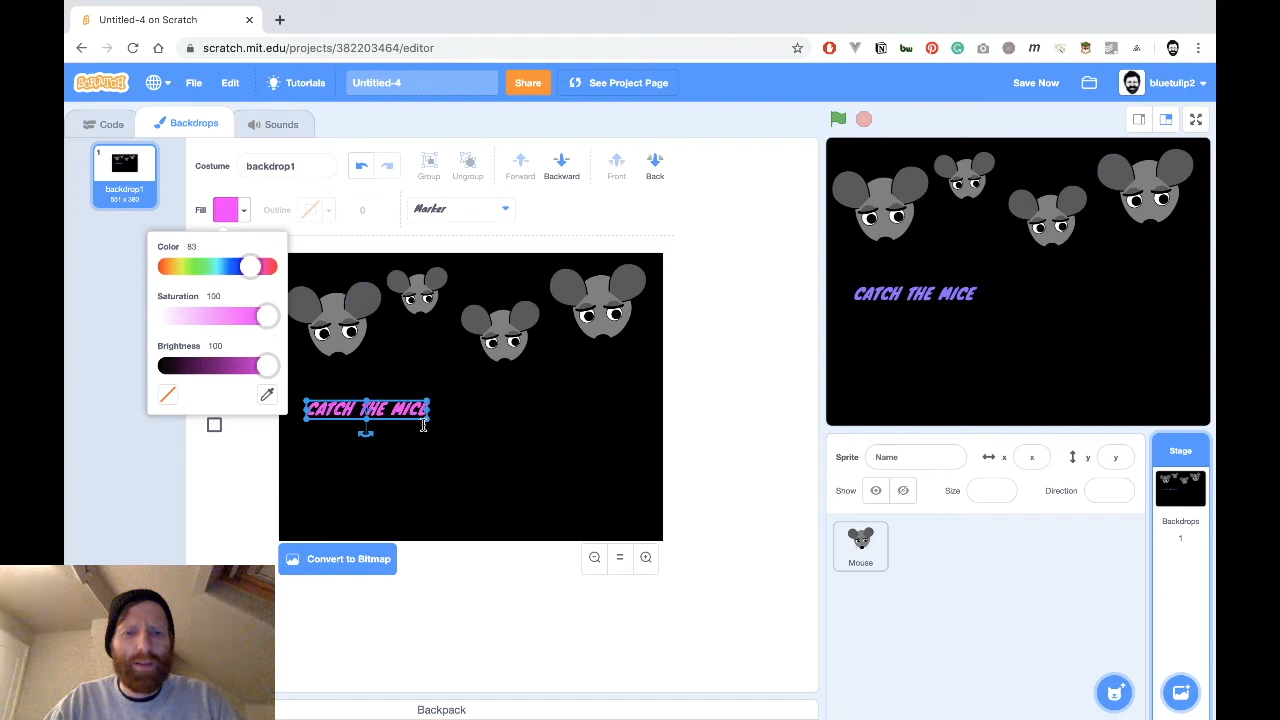 Untitled-4 on Scratch
scratch.mit.edu/projects/382203464/editor
SCRATCH
File
Edit
Tutorials
Untitled-4
Share
See Project Page
Save Now
bluetulip2
Code
Backdrops
Sounds
1
backdrop1
551 x 380
Costume
backdrop1
Group
Ungroup
Forward
Backward
Front
Back
Fill
Outline
0
Marker
Color 83
Saturation 100
Brightness 100
CATCH THE MICE
CATCH THE MICE
Convert to Bitmap
Sprite
Name
x
x
y
y
Show
Size
Direction
Mouse
Stage
Backdrops
1
Backpack